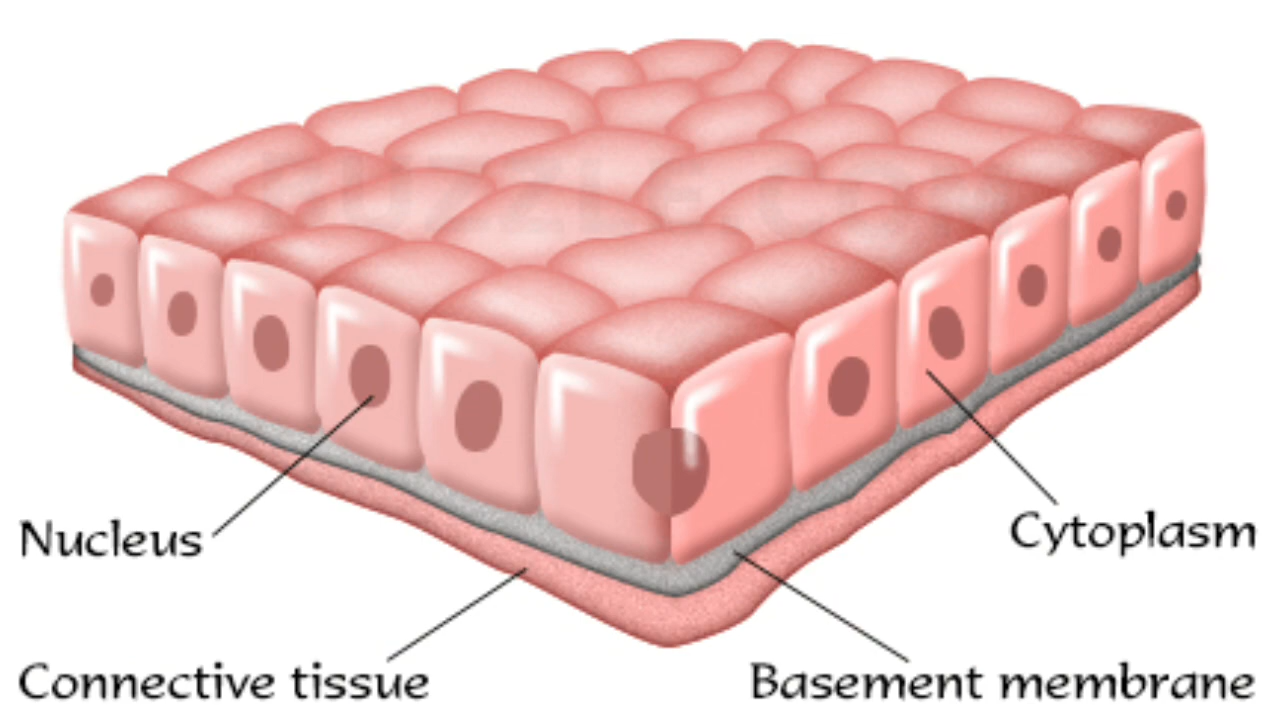 Nucleus
Cytoplasm
Connective tissue
Basement membrane